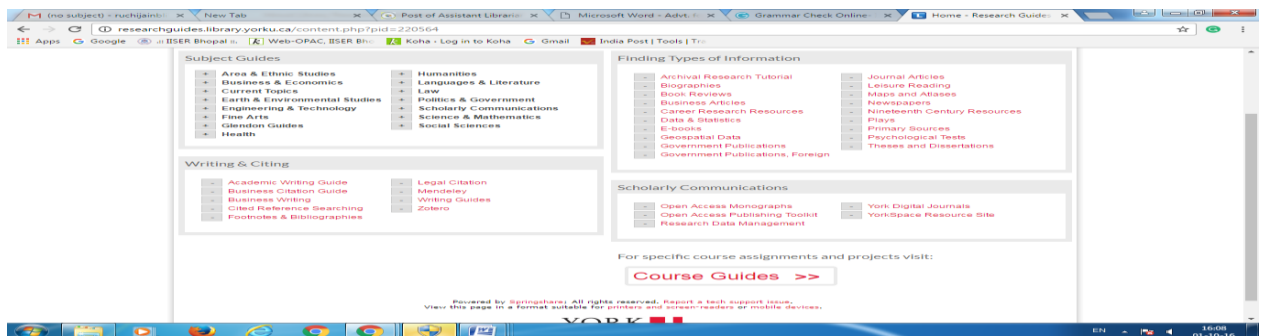 (no subject) - ruchijainbi
New Tab
Post of Assistant Librarian
Microsoft Word - Advt.
Grammar Check Online
Home - Research Guides
researchguides.library.yorku.ca/content.php?pid=220564
Apps Google IISER Bhopal Web-OPAC, IISER Bho Koha - Log in to Koha Gmail India Post | Tools | Tra
Subject Guides
Area & Ethnic Studies
Business & Economics
Current Topics
Earth & Environmental Studies
Engineering & Technology
Fine Arts
Glendon Guides
Health
Humanities
Languages & Literature
Law
Politics & Government
Scholarly Communications
Science & Mathematics
Social Sciences
Writing & Citing
Academic Writing Guide
Business Citation Guide
Business Writing
Cited Reference Searching
Footnotes & Bibliographies
Legal Citation
Mendeley
Writing Guides
Zotero
Finding Types of Information
Archival Research Tutorial
Biographies
Book Reviews
Business Articles
Career Research Resources
Data & Statistics
E-books
Geospatial Data
Government Publications
Government Publications, Foreign
Journal Articles
Leisure Reading
Maps and Atlases
Newspapers
Nineteenth Century Resources
Plays
Primary Sources
Psychological Tests
Theses and Dissertations
Scholarly Communications
Open Access Monographs
Open Access Publishing Toolkit
Research Data Management
York Digital Journals
YorkSpace Resource Site
For specific course assignments and projects visit:
Course Guides >>
Powered by Springshare; All rights reserved. Report a tech support issue.
View this page in a format suitable for printers and screen-readers or mobile devices.
YORK
EN
16:08
01-10-16